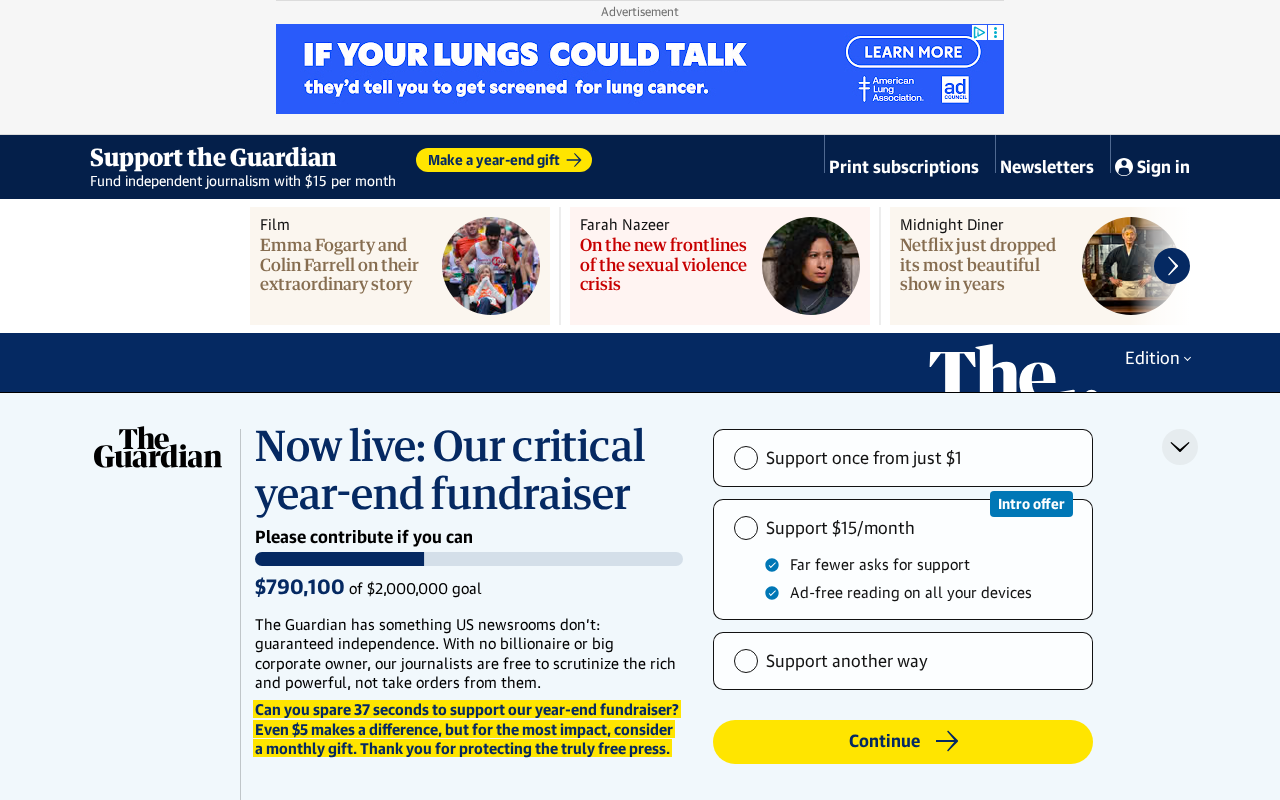 Advertisement
IF YOUR LUNGS COULD TALK
they'd tell you to get screened for lung cancer.
LEARN MORE
American
Lung
Association.
ad
COUNCIL
Support the Guardian
Fund independent journalism with $15 per month
Make a year-end gift
Print subscriptions
Newsletters
Sign in
Film
Emma Fogarty and
Colin Farrell on their
extraordinary story
Farah Nazeer
On the new frontlines
of the sexual violence
crisis
Midnight Diner
Netflix just dropped
its most beautiful
show in years
The
Edition
The
Guardian
Now live: Our critical
year-end fundraiser
Please contribute if you can
$790,100 of $2,000,000 goal
The Guardian has something US newsrooms don't:
guaranteed independence. With no billionaire or big
corporate owner, our journalists are free to scrutinize the rich
and powerful, not take orders from them.
Can you spare 37 seconds to support our year-end fundraiser?
Even $5 makes a difference, but for the most impact, consider
a monthly gift. Thank you for protecting the truly free press.
Support once from just $1
Intro offer
Support $15/month
Far fewer asks for support
Ad-free reading on all your devices
Support another way
Continue